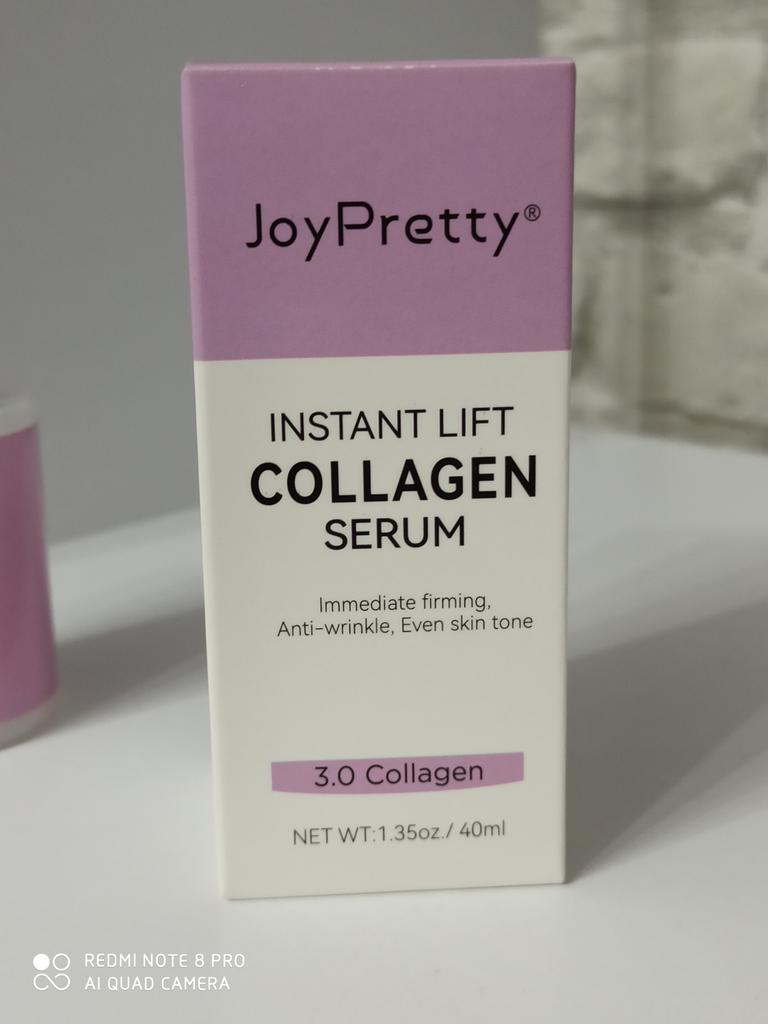 JoyPretty®
INSTANT LIFT
COLLAGEN
SERUM
Immediate firming,
Anti-wrinkle, Even skin tone
3.0 Collagen
NET WT:1.35oz./ 40ml
REDMI NOTE 8 PRO
AI QUAD CAMERA